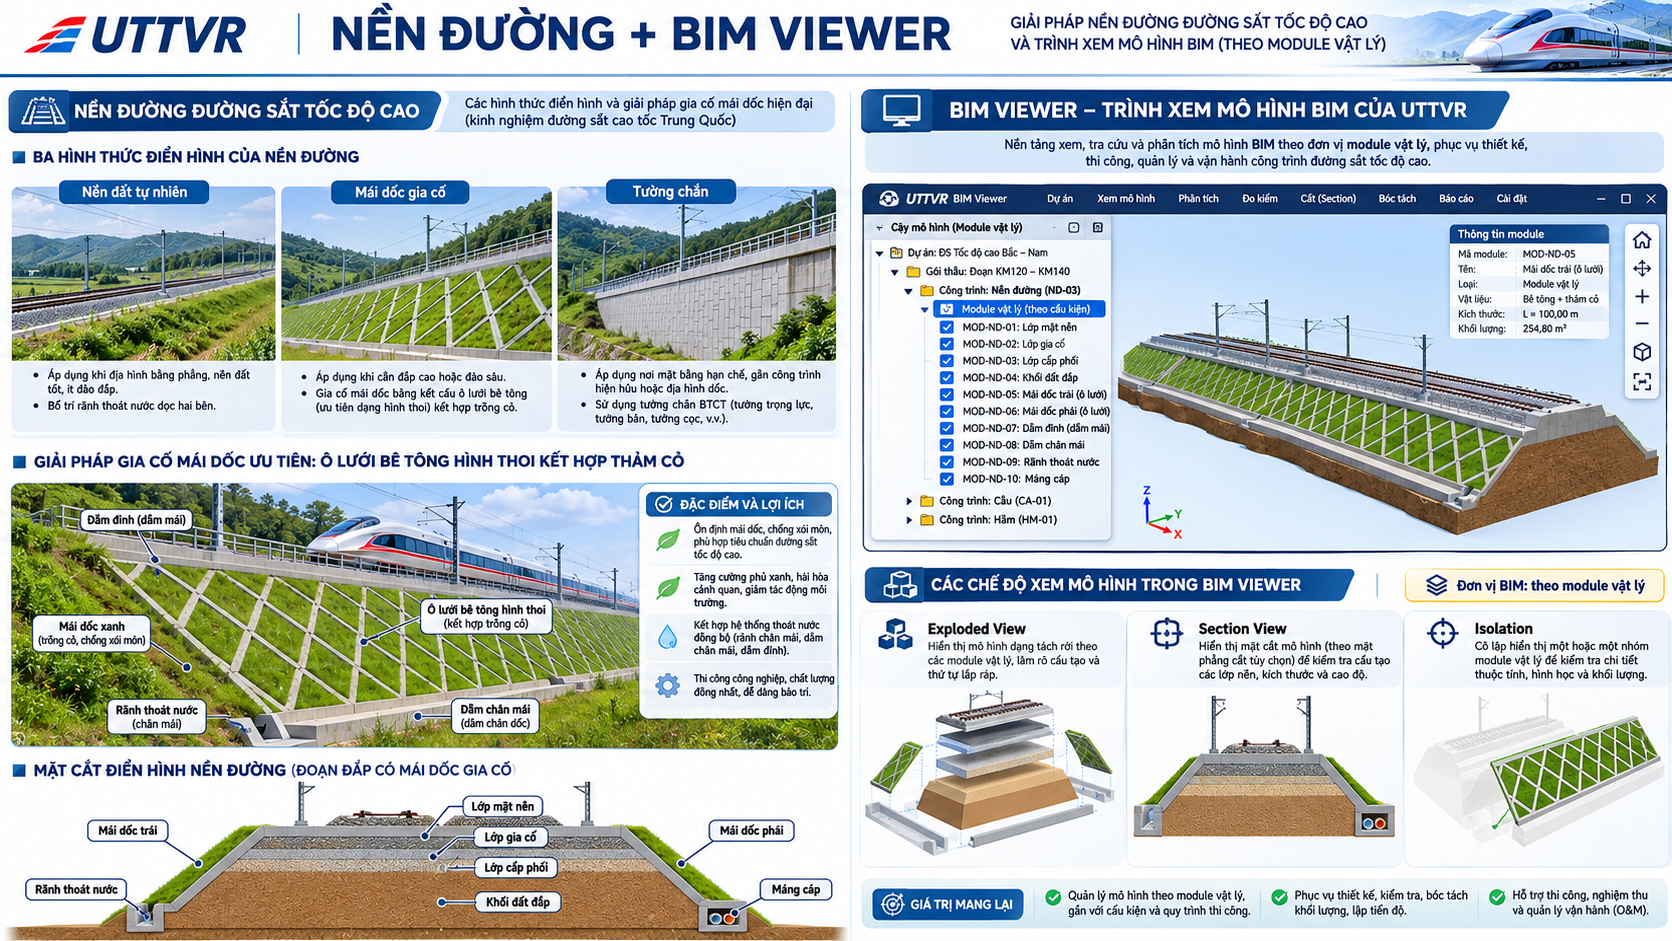 UTTVR
NỀN ĐƯỜNG + BIM VIEWER
GIẢI PHÁP NỀN ĐƯỜNG ĐƯỜNG SẮT TỐC ĐỘ CAO
VÀ TRÌNH XEM MÔ HÌNH BIM (THEO MODULE VẬT LÝ)
NỀN ĐƯỜNG ĐƯỜNG SẮT TỐC ĐỘ CAO
Các hình thức điển hình và giải pháp gia cố mái dốc hiện đại
(kinh nghiệm đường sắt cao tốc Trung Quốc)
BA HÌNH THỨC ĐIỂN HÌNH CỦA NỀN ĐƯỜNG
Nền đất tự nhiên
Mái dốc gia cố
Tường chắn
Áp dụng khi địa hình bằng phẳng, nền đất
tốt, ít đào đắp.
Bố trí rãnh thoát nước dọc hai bên.
Áp dụng khi cần đắp cao hoặc đào sâu.
Gia cố mái dốc bằng kết cấu ô lưới bê tông
(ưu tiên dạng hình thoi) kết hợp trồng cỏ.
Áp dụng nơi mặt bằng hạn chế, gần công trình
hiện hữu hoặc địa hình dốc.
Sử dụng tường chắn BTCT (tường trọng lực,
tường bản, tường cọc, v.v.).
GIẢI PHÁP GIA CỐ MÁI DỐC ƯU TIÊN: Ô LƯỚI BÊ TÔNG HÌNH THOI KẾT HỢP THẢM CỎ
Dầm đỉnh (dầm mái)
Mái dốc xanh
(trồng cỏ, chống xói mòn)
Rãnh thoát nước
(chân mái)
Ô lưới bê tông hình thoi
(kết hợp trồng cỏ)
Dầm chân mái
(dầm chân dốc)
ĐẶC ĐIỂM VÀ LỢI ÍCH
Ổn định mái dốc, chống xói mòn,
phù hợp tiêu chuẩn đường sắt
tốc độ cao.
Tăng cường phủ xanh, hài hòa
cảnh quan, giảm tác động môi
trường.
Kết hợp hệ thống thoát nước
đồng bộ (rãnh chân mái, dầm
chân mái, dầm đỉnh).
Thi công công nghiệp, chất lượng
đồng nhất, dễ dàng bảo trì.
MẶT CẮT ĐIỂN HÌNH NỀN ĐƯỜNG (ĐOẠN ĐẮP CÓ MÁI DỐC GIA CỐ)
Mái dốc trái
Rãnh thoát nước
Lớp mặt nền
Lớp gia cố
Lớp cấp phối
Khối đất đắp
Mái dốc phải
Máng cáp
BIM VIEWER – TRÌNH XEM MÔ HÌNH BIM CỦA UTTVR
Nền tảng xem, tra cứu và phân tích mô hình BIM theo đơn vị module vật lý, phục vụ thiết kế,
thi công, quản lý và vận hành công trình đường sắt tốc độ cao.
UTTVR BIM Viewer Dự án Xem mô hình Phân tích Đo kiểm Cắt (Section) Bóc tách Báo cáo Cài đặt
Cây mô hình (Module vật lý)
Dự án: ĐS Tốc độ cao Bắc – Nam
Gói thầu: Đoạn KM120 – KM140
Công trình: Nền đường (ND-03)
Module vật lý (theo cấu kiện)
MOD-ND-01: Lớp mặt nền
MOD-ND-02: Lớp gia cố
MOD-ND-03: Lớp cấp phối
MOD-ND-04: Khối đất đắp
MOD-ND-05: Mái dốc trái (ô lưới)
MOD-ND-06: Mái dốc phải (ô lưới)
MOD-ND-07: Dầm đỉnh (dầm mái)
MOD-ND-08: Dầm chân mái
MOD-ND-09: Rãnh thoát nước
MOD-ND-10: Máng cáp
Công trình: Cầu (CA-01)
Công trình: Hầm (HM-01)
Thông tin module
Mã module: MOD-ND-05
Tên: Mái dốc trái (ô lưới)
Loại: Module vật lý
Vật liệu: Bê tông + thảm cỏ
Kích thước: L = 100,00 m
Khối lượng: 254,80 m²
Z
Y
X
CÁC CHẾ ĐỘ XEM MÔ HÌNH TRONG BIM VIEWER
Đơn vị BIM: theo module vật lý
Exploded View
Hiển thị mô hình dạng tách rời theo
các module vật lý, làm rõ cấu tạo và
thứ tự lắp ráp.
Section View
Hiển thị mặt cắt mô hình (theo mặt
phẳng cắt tùy chọn) để kiểm tra cấu tạo
các lớp nền, kích thước và cao độ.
Isolation
Cô lập hiển thị một hoặc một nhóm
module vật lý để kiểm tra chi tiết
thuộc tính, hình học và khối lượng.
GIÁ TRỊ MANG LẠI
Quản lý mô hình theo module vật lý,
gắn với cấu kiện và quy trình thi công.
Phục vụ thiết kế, kiểm tra, bóc tách
khối lượng, lập tiến độ.
Hỗ trợ thi công, nghiệm thu
và quản lý vận hành (O&M).